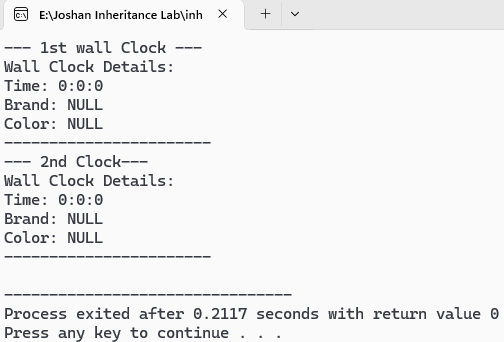 E:\Joshan Inheritance Lab\inh
--- 1st wall Clock ---
Wall Clock Details:
Time: 0:0:0
Brand: NULL
Color: NULL
-----------------------
--- 2nd Clock---
Wall Clock Details:
Time: 0:0:0
Brand: NULL
Color: NULL
-----------------------
--------------------------------
Process exited after 0.2117 seconds with return value 0
Press any key to continue . . .